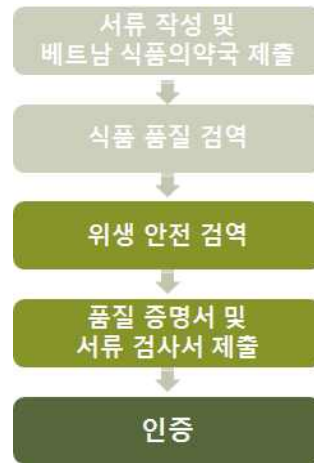 서류 작성 및
베트남 식품의약국 제출
식품 품질 검역
위생 안전 검역
품질 증명서 및
서류 검사서 제출
인증